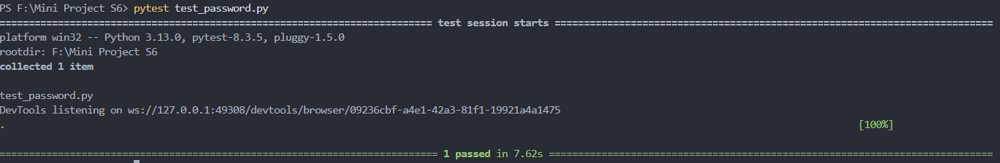 PS F:\Mini Project S6> pytest test_password.py
========================================================================== test session starts ===========================================================================
platform win32 -- Python 3.13.0, pytest-8.3.5, pluggy-1.5.0
rootdir: F:\Mini Project S6
collected 1 item
test_password.py
DevTools listening on ws://127.0.0.1:49308/devtools/browser/09236cbf-a4e1-42a3-81f1-19921a4a1475
. [100%]
=========================================================================== 1 passed in 7.62s ============================================================================